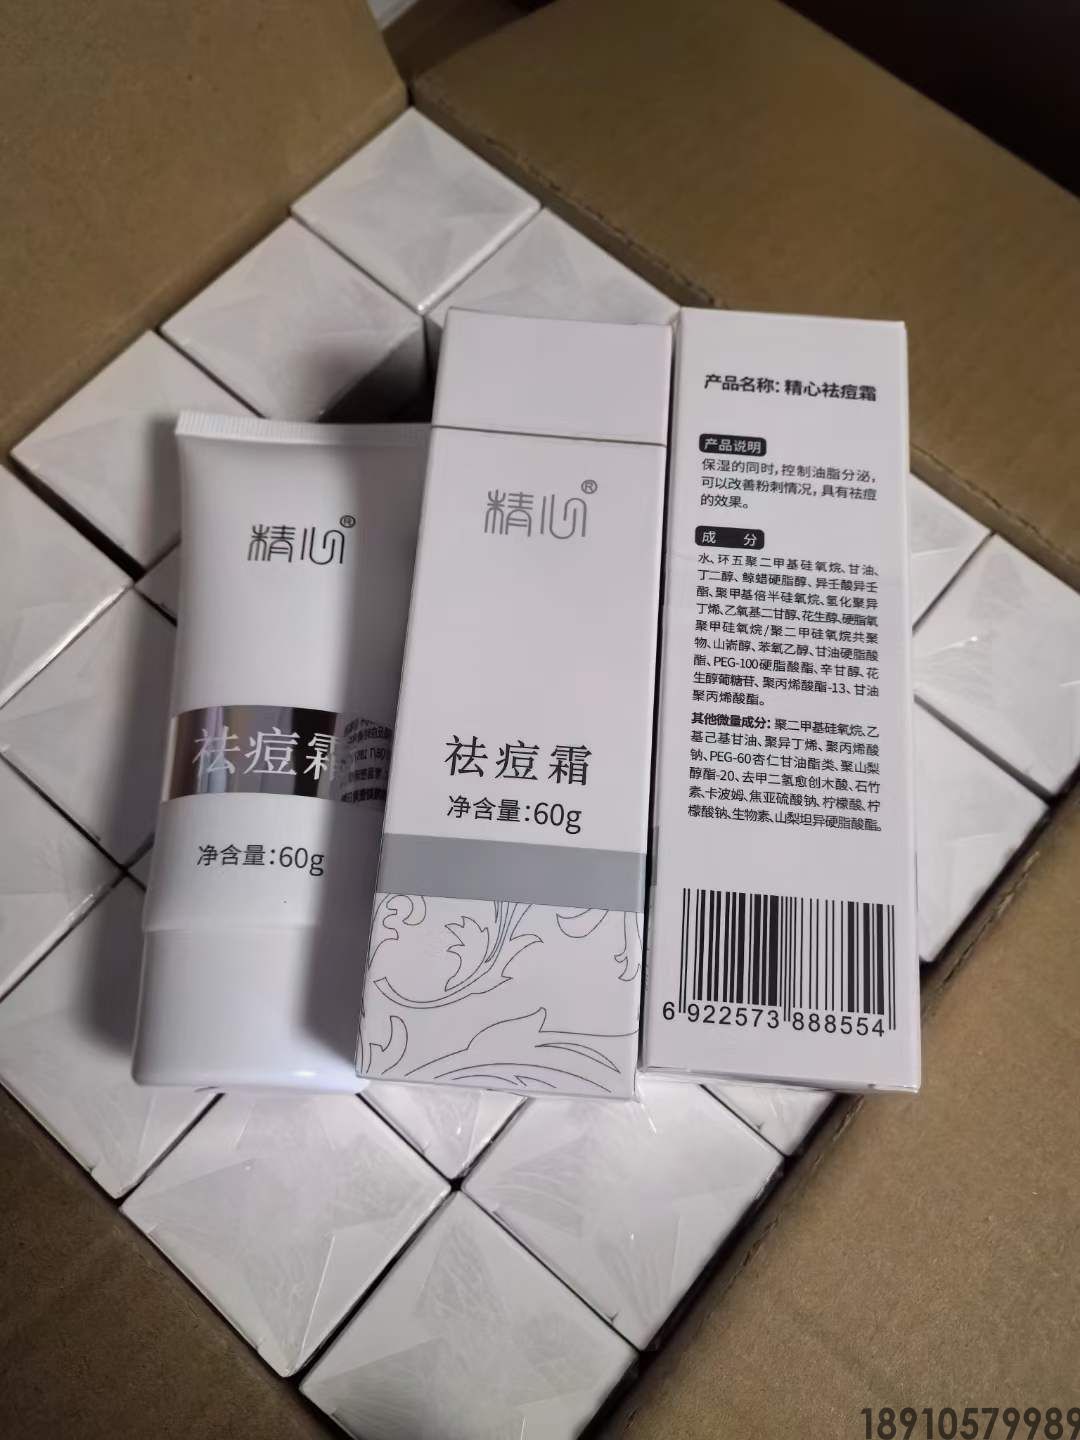 精心®
祛痘霜
净含量:60g
精心®
祛痘霜
净含量:60g
产品名称:精心祛痘霜
产品说明
保湿的同时,控制油脂分泌,
可以改善粉刺情况,具有祛痘
的效果。
成 分
水、环五聚二甲基硅氧烷、甘油、
丁二醇、鲸蜡硬脂醇、异壬酸异壬
酯、聚甲基倍半硅氧烷、氢化聚异
丁烯、乙氧基二甘醇、花生醇、硬脂氧
聚甲硅氧烷/聚二甲硅氧烷共聚
物、山嵛醇、苯氧乙醇、甘油硬脂酸
酯、PEG-100硬脂酸酯、辛甘醇、花
生醇葡糖苷、聚丙烯酸酯-13、甘油
聚丙烯酸酯。
其他微量成分:聚二甲基硅氧烷、乙
基己基甘油、聚异丁烯、聚丙烯酸
钠、PEG-60杏仁甘油酯类、聚山梨
醇酯-20、去甲二氢愈创木酸、石竹
素、卡波姆、焦亚硫酸钠、柠檬酸、柠
檬酸钠、生物素、山梨坦异硬脂酸酯。
6 922573 888554
18910579989